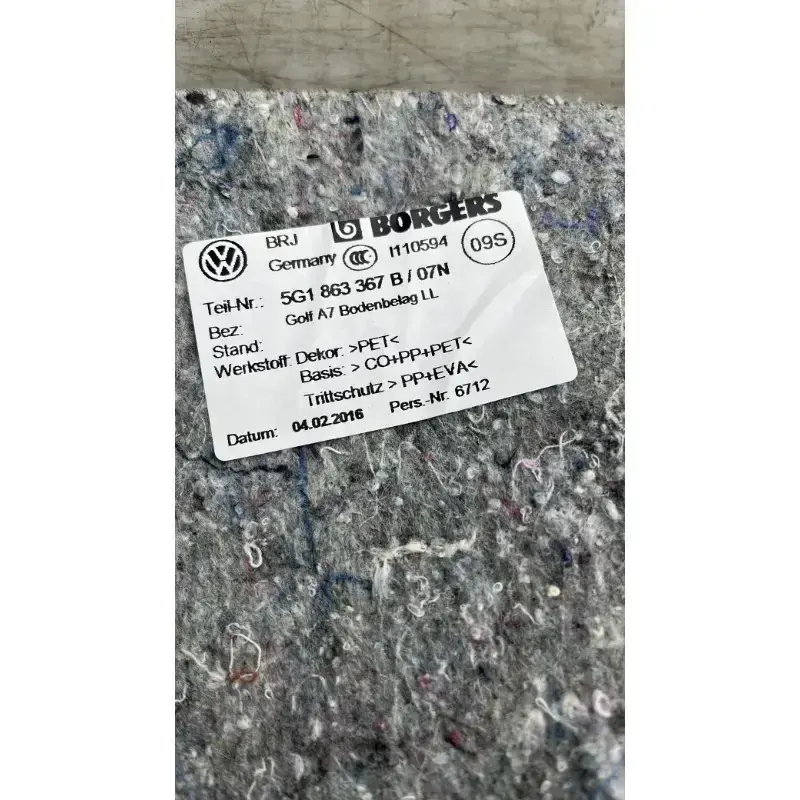 BORGERS
BRJ
Germany CCC I110594 09S
Teil-Nr.: 5G1 863 367 B / 07N
Bez: Golf A7 Bodenbelag LL
Stand:
Werkstoff: Dekor: >PET<
Basis: > CO+PP+PET<
Trittschutz > PP+EVA<
Datum: 04.02.2016 Pers.-Nr. 6712